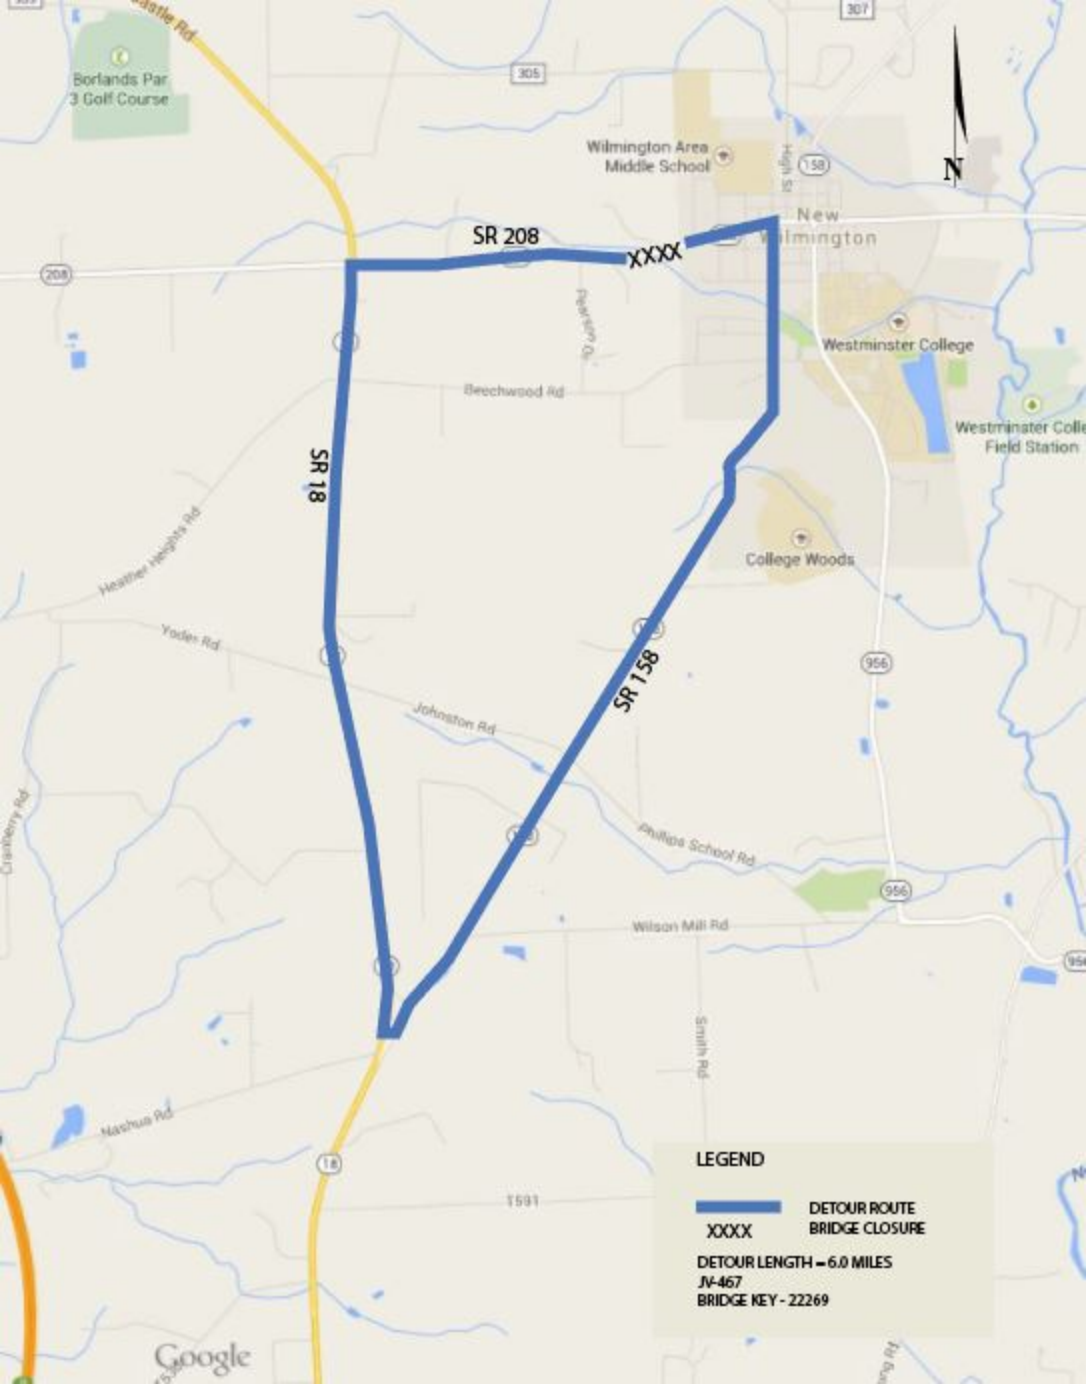 307
astle Rd
305
Borlands Par
3 Golf Course
Wilmington Area
Middle School
High St
158
N
New
Wilmington
SR 208
XXXX
208
Pearson Dr
Westminster College
Beechwood Rd
Westminster Colle
Field Station
SR 18
Heather Heights Rd
College Woods
Yoder Rd
SR 158
956
Johnston Rd
Cranberry Rd
Phillips School Rd
956
Wilson Mill Rd
956
Smith Rd
Nashua Rd
18
T591
LEGEND
DETOUR ROUTE
XXXX
BRIDGE CLOSURE
DETOUR LENGTH = 6.0 MILES
JV-467
BRIDGE KEY - 22269
Google